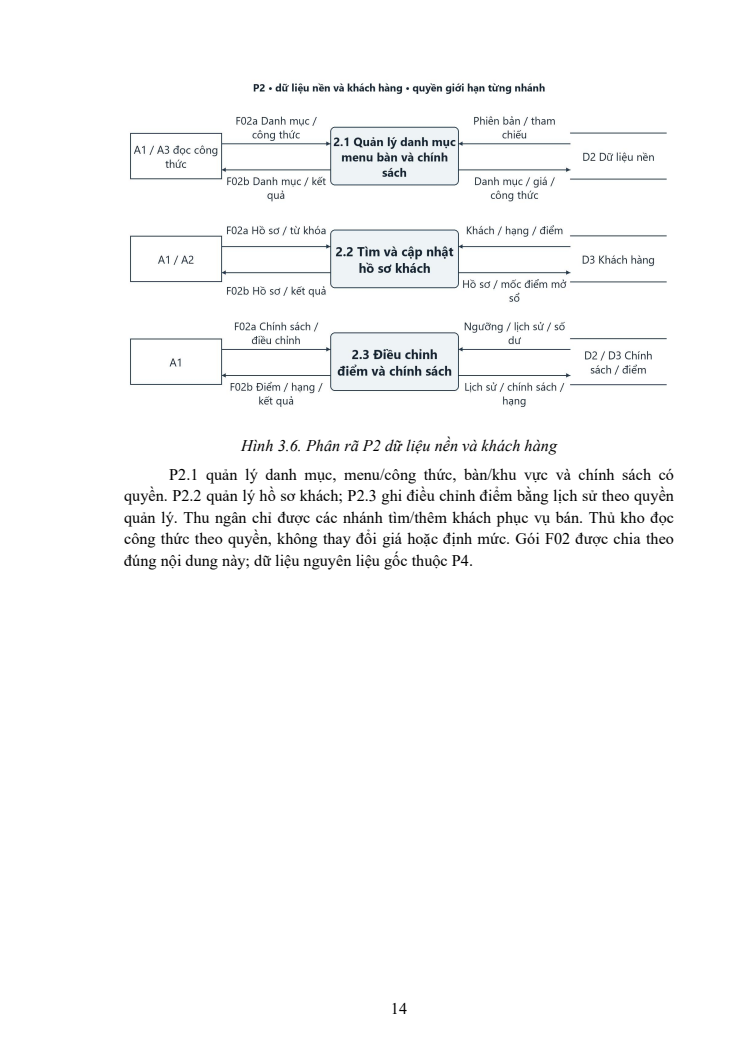 P2 • dữ liệu nền và khách hàng • quyền giới hạn từng nhánh
F02a Danh mục /
công thức
Phiên bản / tham
chiếu
A1 / A3 đọc công
thức
2.1 Quản lý danh mục
menu bàn và chính
sách
D2 Dữ liệu nền
F02b Danh mục / kết
quả
Danh mục / giá /
công thức
F02a Hồ sơ / từ khóa
Khách / hạng / điểm
A1 / A2
2.2 Tìm và cập nhật
hồ sơ khách
D3 Khách hàng
F02b Hồ sơ / kết quả
Hồ sơ / mốc điểm mở
sổ
F02a Chính sách /
điều chỉnh
Ngưỡng / lịch sử / số
dư
A1
2.3 Điều chỉnh
điểm và chính sách
D2 / D3 Chính
sách / điểm
F02b Điểm / hạng /
kết quả
Lịch sử / chính sách /
hạng
Hình 3.6. Phân rã P2 dữ liệu nền và khách hàng
P2.1 quản lý danh mục, menu/công thức, bàn/khu vực và chính sách có
quyền. P2.2 quản lý hồ sơ khách; P2.3 ghi điều chỉnh điểm bằng lịch sử theo quyền
quản lý. Thu ngân chỉ được các nhánh tìm/thêm khách phục vụ bán. Thủ kho đọc
công thức theo quyền, không thay đổi giá hoặc định mức. Gói F02 được chia theo
đúng nội dung này; dữ liệu nguyên liệu gốc thuộc P4.
14